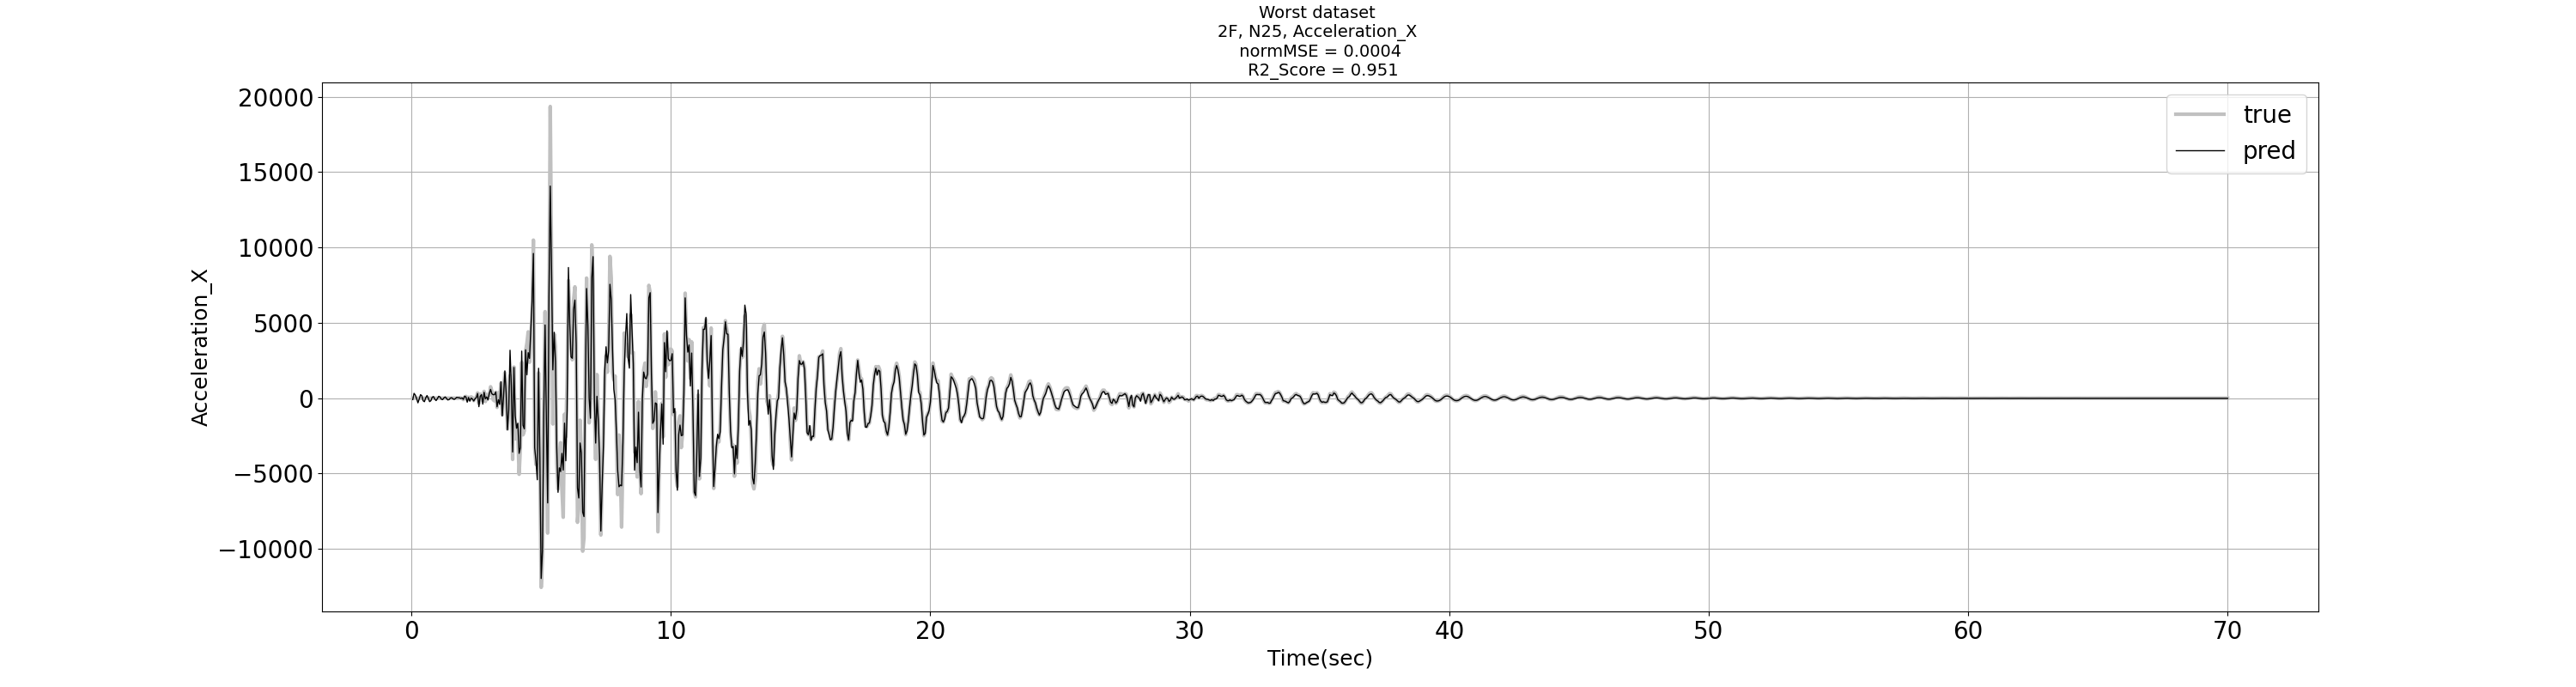 Worst dataset
2F, N25, Acceleration_X
normMSE = 0.0004
R2_Score = 0.951
20000
15000
10000
5000
0
−5000
−10000
Acceleration_X
true
pred
0 10 20 30 40 50 60 70
Time(sec)